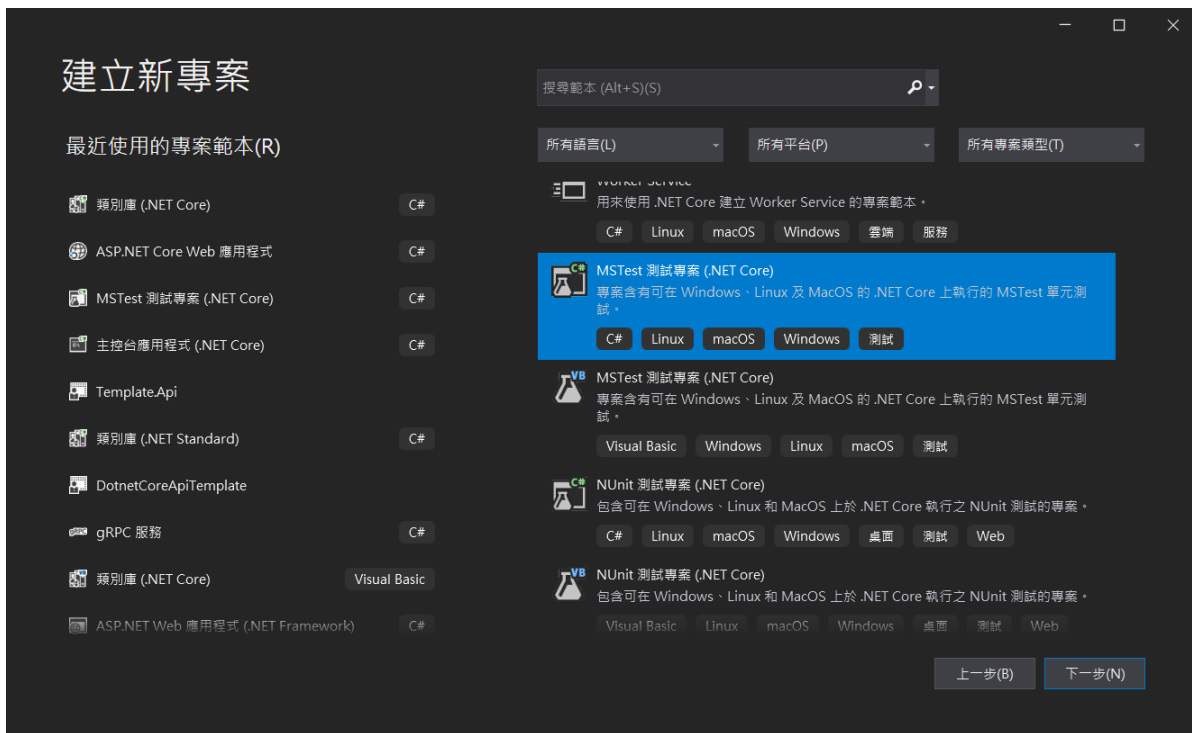 建立新專案
搜尋範本 (Alt+S)(S)
最近使用的專案範本(R)
所有語言(L)
所有平台(P)
所有專案類型(T)
類別庫 (.NET Core)
C#
ASP.NET Core Web 應用程式
C#
MSTest 測試專案 (.NET Core)
C#
主控台應用程式 (.NET Core)
C#
Template.Api
類別庫 (.NET Standard)
C#
DotnetCoreApiTemplate
gRPC 服務
C#
類別庫 (.NET Core)
Visual Basic
ASP.NET Web 應用程式 (.NET Framework)
C#
Worker Service
用來使用 .NET Core 建立 Worker Service 的專案範本。
C# Linux macOS Windows 雲端 服務
C#
MSTest 測試專案 (.NET Core)
專案含有可在 Windows、Linux 及 MacOS 的 .NET Core 上執行的 MSTest 單元測
試。
C# Linux macOS Windows 測試
VB
MSTest 測試專案 (.NET Core)
專案含有可在 Windows、Linux 及 MacOS 的 .NET Core 上執行的 MSTest 單元測
試。
Visual Basic Windows Linux macOS 測試
C#
NUnit 測試專案 (.NET Core)
包含可在 Windows、Linux 和 MacOS 上於 .NET Core 執行之 NUnit 測試的專案。
C# Linux macOS Windows 桌面 測試 Web
VB
NUnit 測試專案 (.NET Core)
包含可在 Windows、Linux 和 MacOS 上於 .NET Core 執行之 NUnit 測試的專案。
Visual Basic Linux macOS Windows 桌面 測試 Web
上一步(B)
下一步(N)